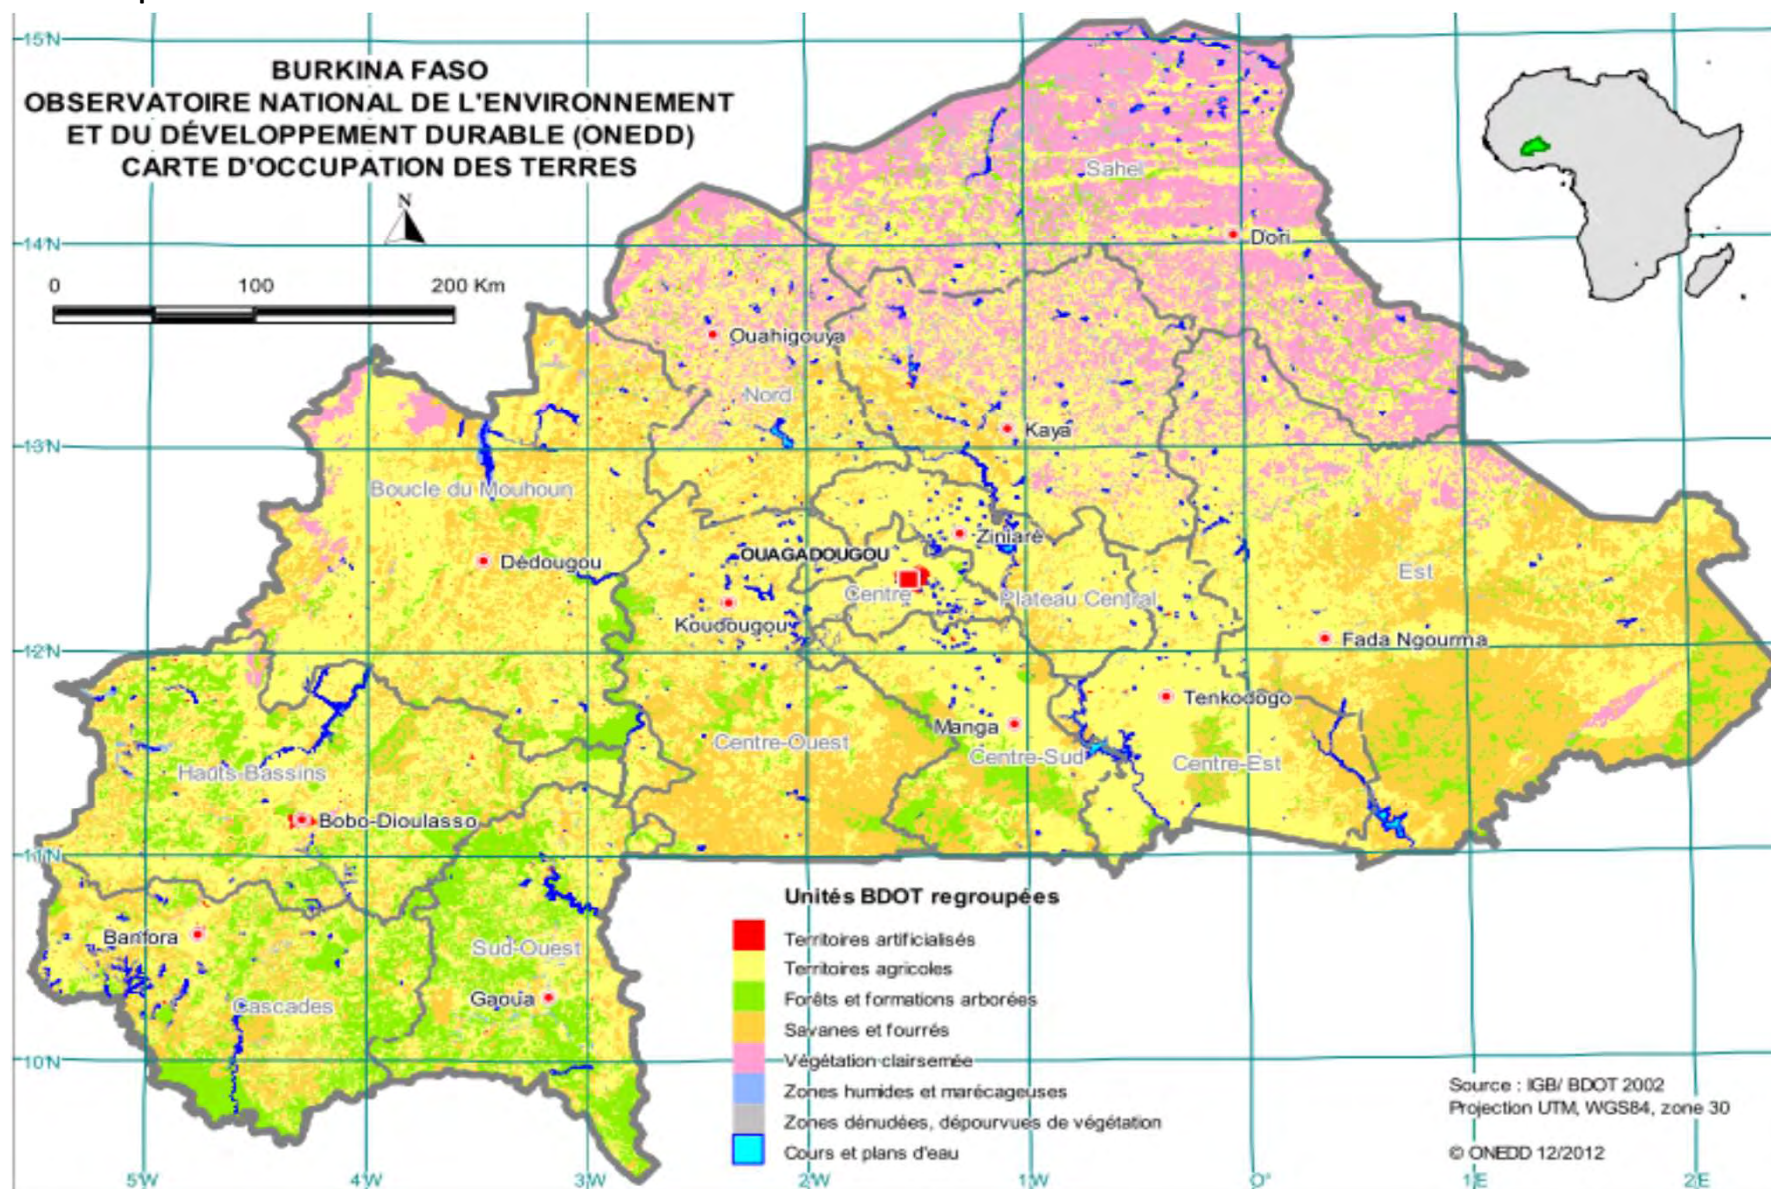 BURKINA FASO
OBSERVATOIRE NATIONAL DE L'ENVIRONNEMENT
ET DU DÉVELOPPEMENT DURABLE (ONEDD)
CARTE D'OCCUPATION DES TERRES
N
0 100 200 Km
15°N
14°N
13°N
12°N
11°N
10°N
Sahel
Dori
Ouahigouya
Nord
Kaya
Boucle du Mouhoun
Ziniaré
OUAGADOUGOU
Dédougou
Est
Centre
Plateau Central
Koudougou
Fada Ngourma
Tenkodogo
Manga
Centre-Ouest
Centre-Sud
Centre-Est
Hauts Bassins
Bobo-Dioulasso
Banfora
Sud-Ouest
Gaoua
Cascades
Unités BDOT regroupées
Territoires artificialisés
Territoires agricoles
Forêts et formations arborées
Savanes et fourrés
Végétation clairsemée
Zones humides et marécageuses
Zones dénudées, dépourvues de végétation
Cours et plans d'eau
Source : IGB/ BDOT 2002
Projection UTM, WGS84, zone 30
© ONEDD 12/2012
5°W 4°W 3°W 2°W 1°W 0° 1°E 2°E